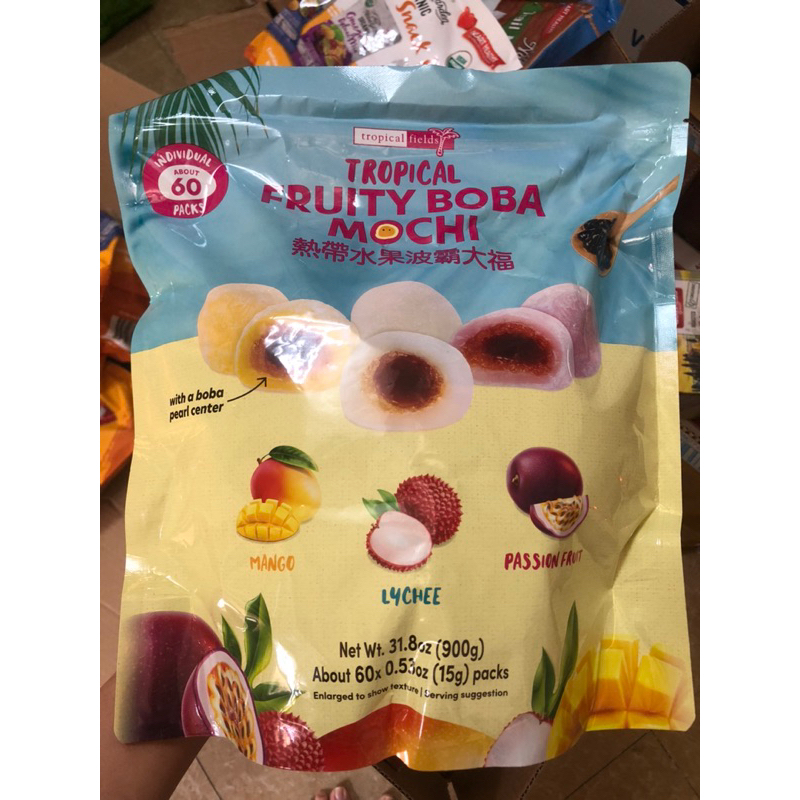 tropical fields
INDIVIDUAL
ABOUT
60
PACKS
TROPICAL
FRUITY BOBA
MOCHI
熱帶水果波霸大福
with a boba
pearl center
MANGO
LYCHEE
PASSION FRUIT
Net Wt. 31.8oz (900g)
About 60x 0.53oz (15g) packs
Enlarged to show texture | Serving suggestion